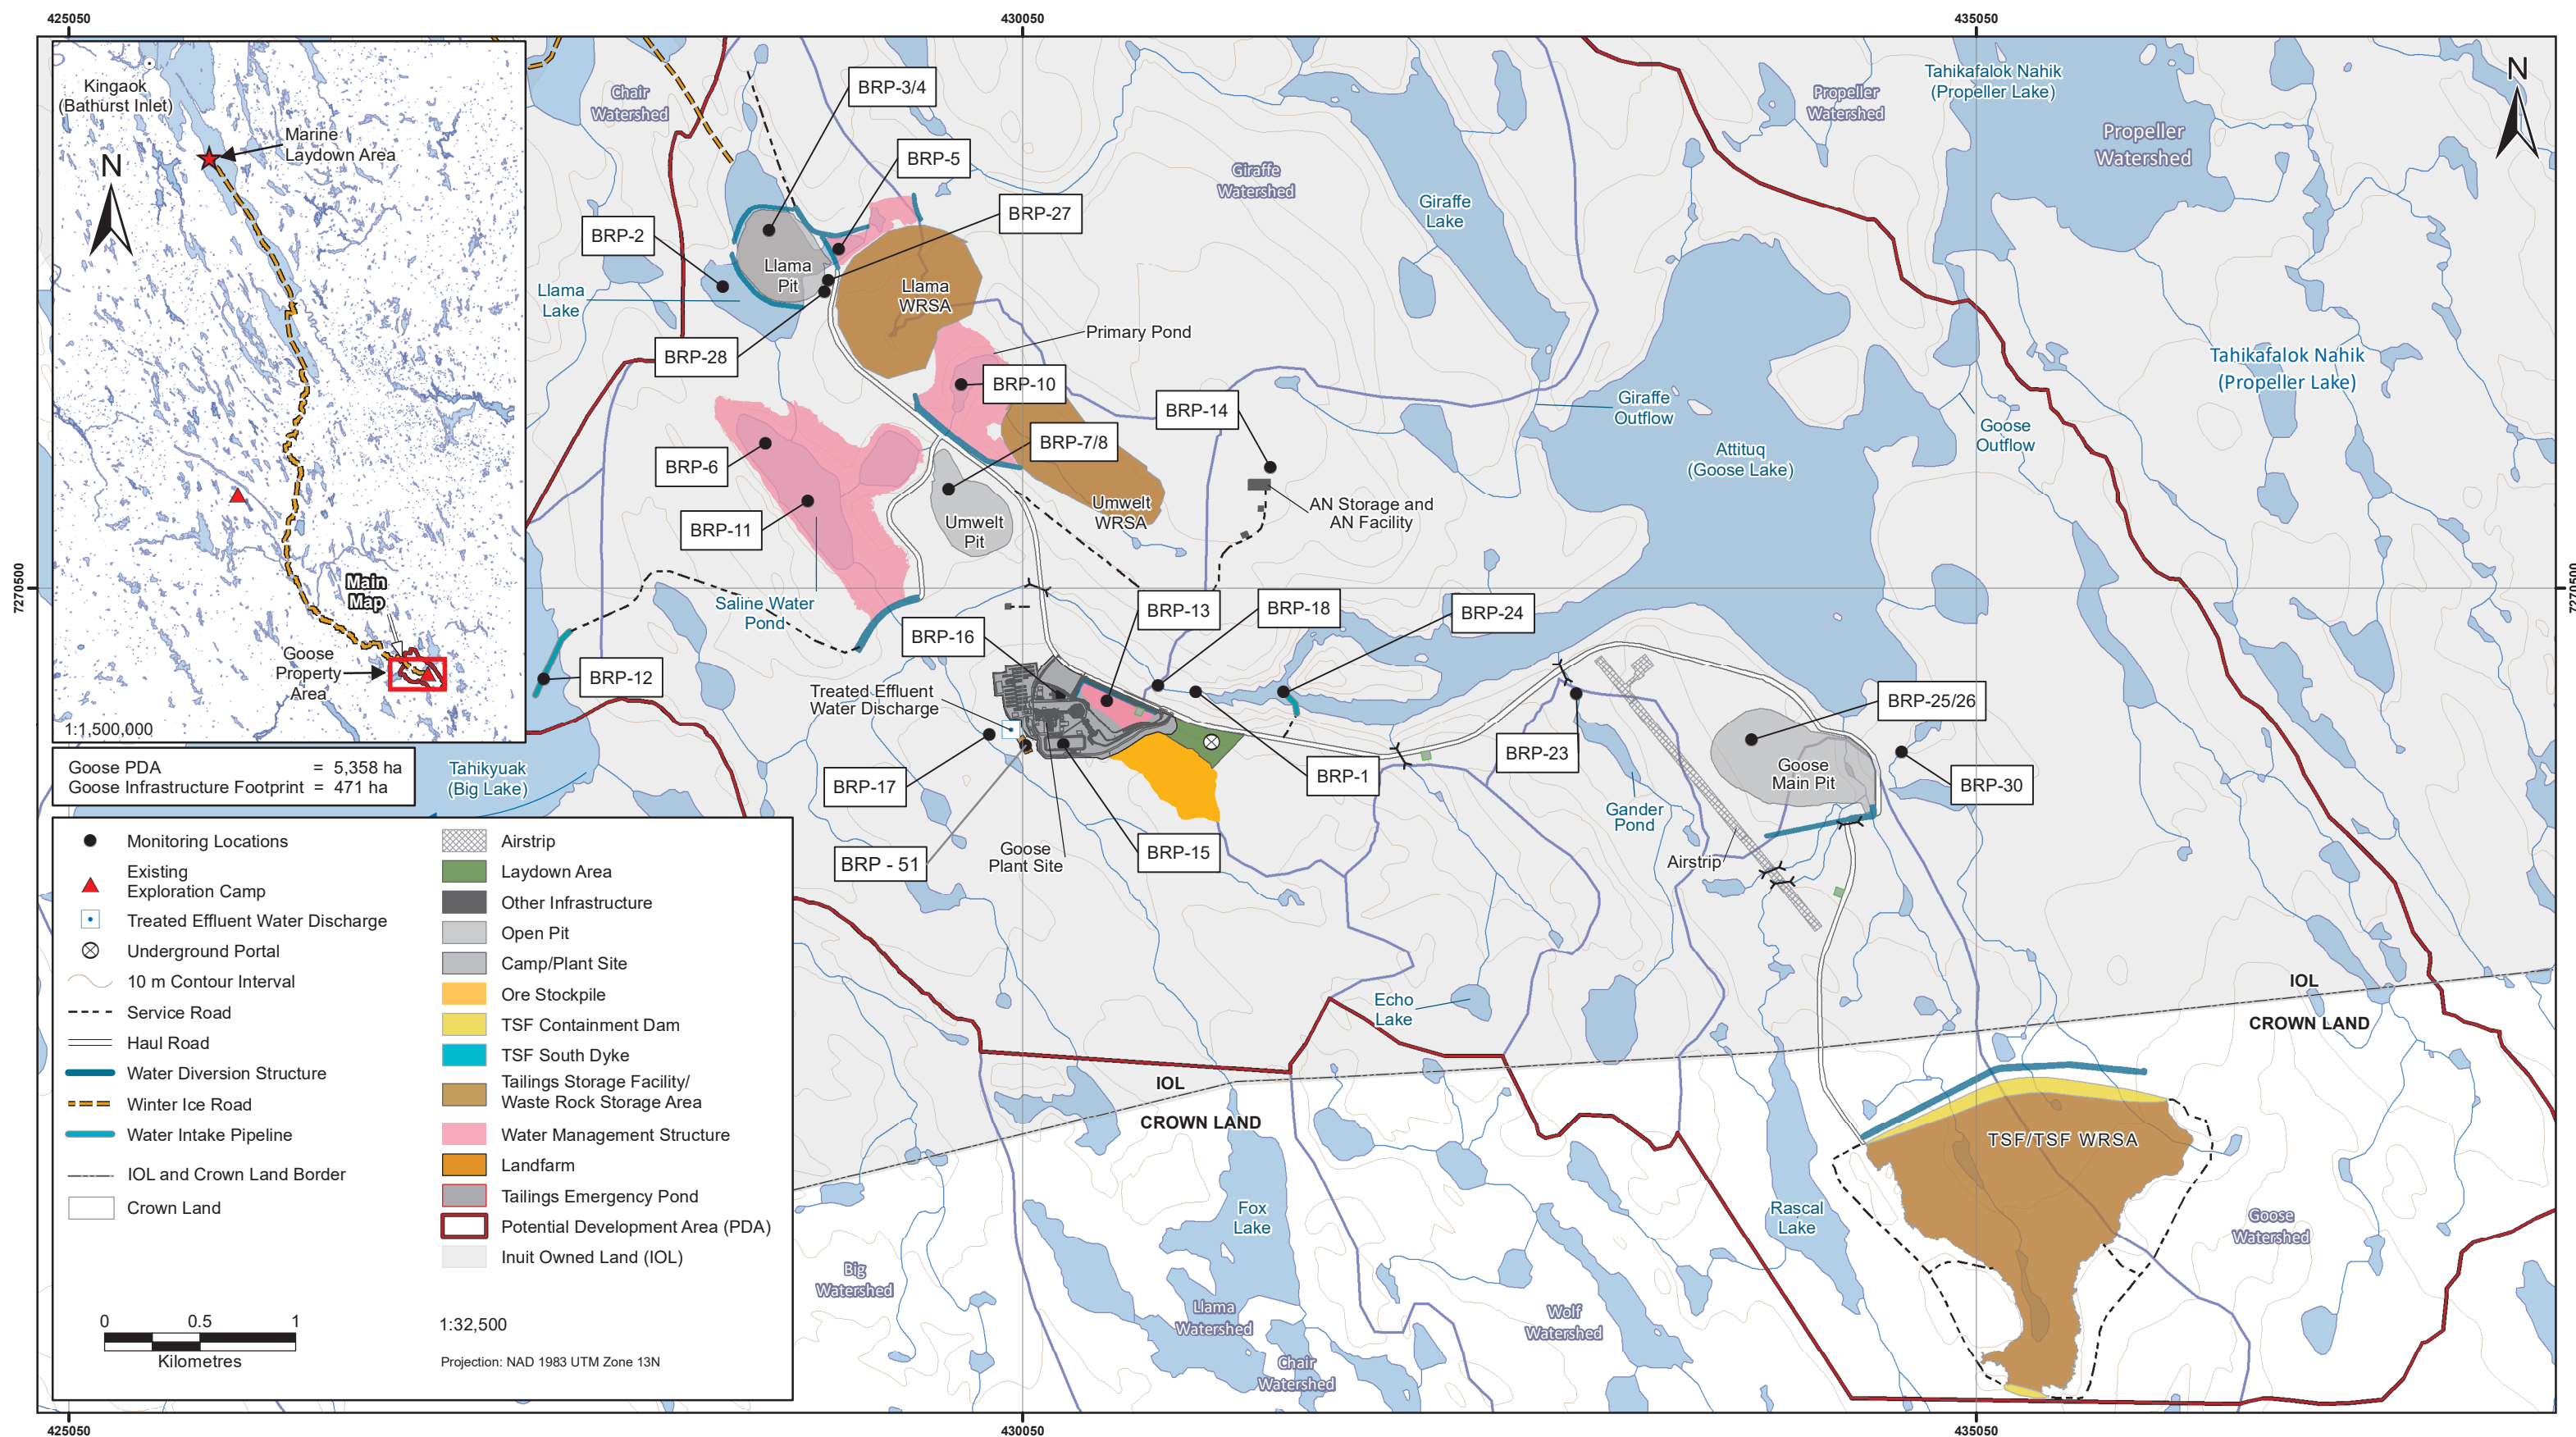 425050
430050
435050
7270500
7270500
Kingaok
(Bathurst Inlet)
Marine
Laydown Area
N
Main
Map
Goose
Property
Area
1:1,500,000
Goose PDA = 5,358 ha
Goose Infrastructure Footprint = 471 ha
Chair
Watershed
BRP-3/4
BRP-5
BRP-27
BRP-2
Llama
Pit
Llama
WRSA
Llama
Lake
BRP-28
Primary Pond
BRP-10
BRP-14
BRP-7/8
BRP-6
BRP-11
Umwelt
Pit
Umwelt
WRSA
AN Storage and
AN Facility
Saline Water
Pond
BRP-12
BRP-16
BRP-13
BRP-18
BRP-24
Treated Effluent
Water Discharge
BRP-17
BRP - 51
Goose
Plant Site
BRP-15
BRP-1
BRP-23
BRP-25/26
BRP-30
Goose
Main Pit
Gander
Pond
Airstrip
Tahikyuak
(Big Lake)
Giraffe
Watershed
Giraffe
Lake
Propeller
Watershed
Tahikafalok Nahik
(Propeller Lake)
Propeller
Watershed
N
Tahikafalok Nahik
(Propeller Lake)
Giraffe
Outflow
Goose
Outflow
Attituq
(Goose Lake)
Echo
Lake
IOL
CROWN LAND
IOL
CROWN LAND
TSF/TSF WRSA
Fox
Lake
Rascal
Lake
Goose
Watershed
Big
Watershed
Llama
Watershed
Chair
Watershed
Wolf
Watershed
Monitoring Locations
Existing
Exploration Camp
Treated Effluent Water Discharge
Underground Portal
10 m Contour Interval
Service Road
Haul Road
Water Diversion Structure
Winter Ice Road
Water Intake Pipeline
IOL and Crown Land Border
Crown Land
Airstrip
Laydown Area
Other Infrastructure
Open Pit
Camp/Plant Site
Ore Stockpile
TSF Containment Dam
TSF South Dyke
Tailings Storage Facility/
Waste Rock Storage Area
Water Management Structure
Landfarm
Tailings Emergency Pond
Potential Development Area (PDA)
Inuit Owned Land (IOL)
0 0.5 1
Kilometres
1:32,500
Projection: NAD 1983 UTM Zone 13N
425050
430050
435050